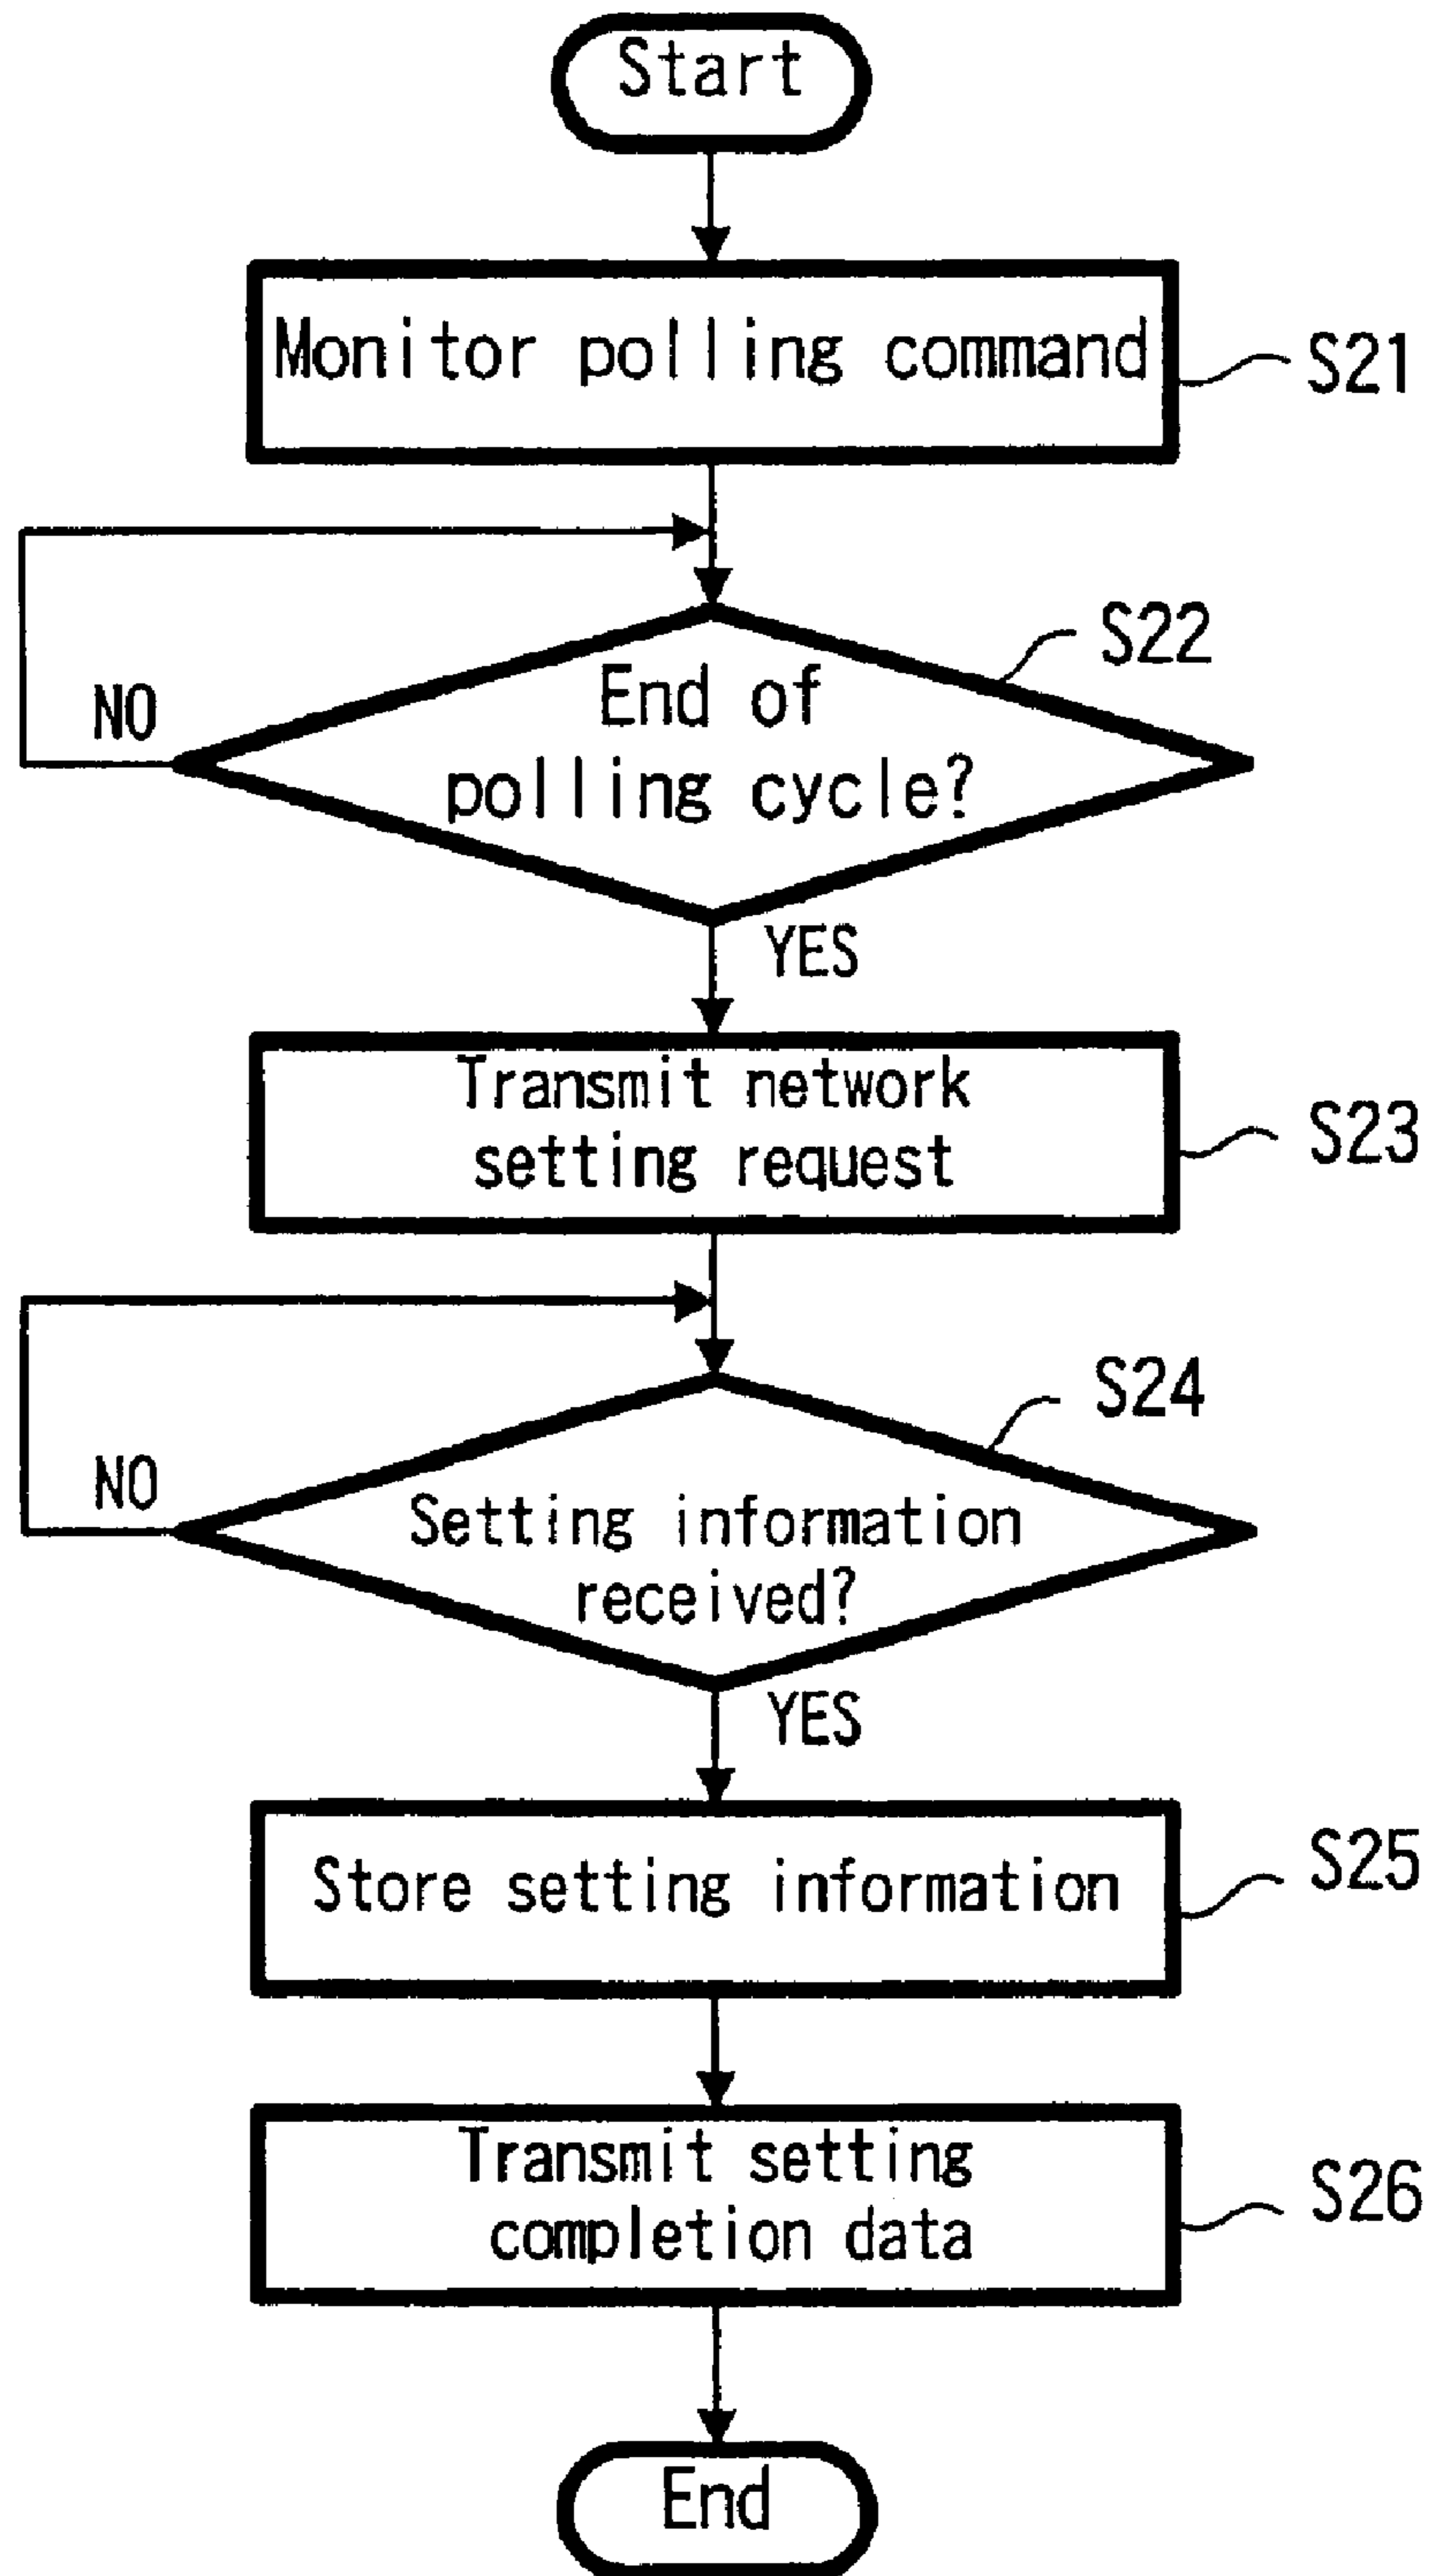 Start
Monitor polling command
S21
S22
End of
polling cycle?
NO
YES
Transmit network
setting request
S23
S24
Setting information
received?
NO
YES
Store setting information
S25
Transmit setting
completion data
S26
End